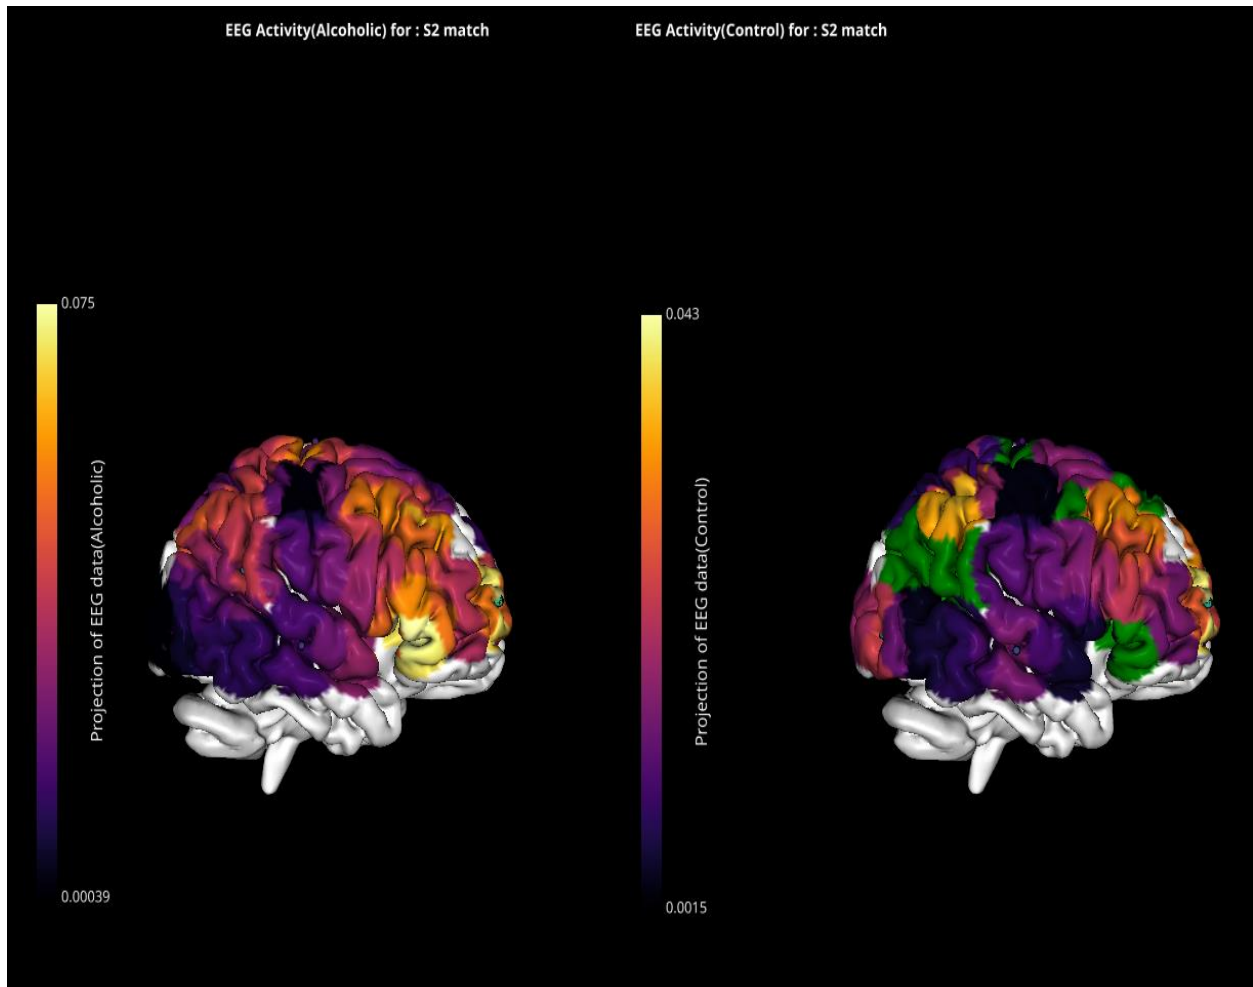 EEG Activity(Alcoholic) for : S2 match
EEG Activity(Control) for : S2 match
0.075
Projection of EEG data(Alcoholic)
0.00039
0.043
Projection of EEG data(Control)
0.0015